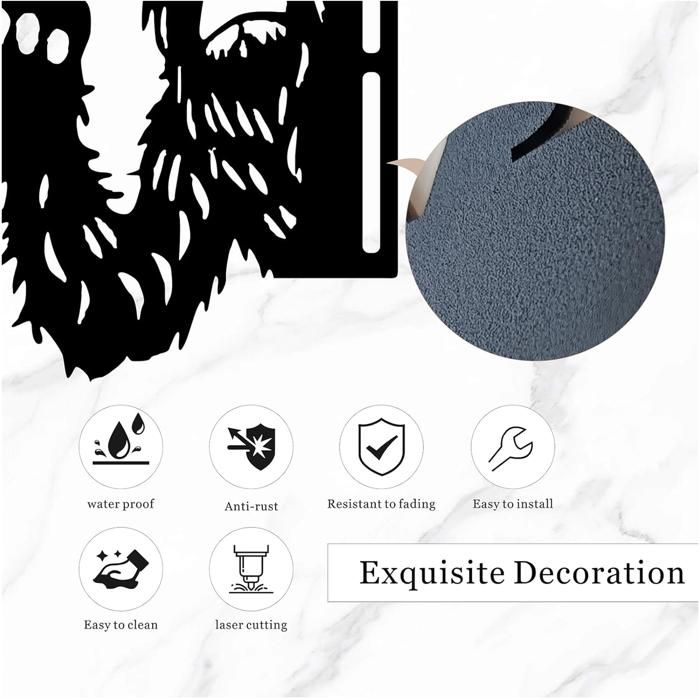 water proof
Anti-rust
Resistant to fading
Easy to install
Easy to clean
laser cutting
Exquisite Decoration